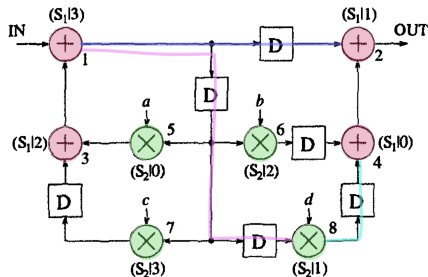 (S₁|3) (S₁|1)
IN + D + OUT
1 2
D
a b
(S₁|2) + × 5 × 6 D + (S₁|0)
3 (S₂|0) (S₂|2) 4
D c d D
× 7 D × 8
(S₂|3) (S₂|1)